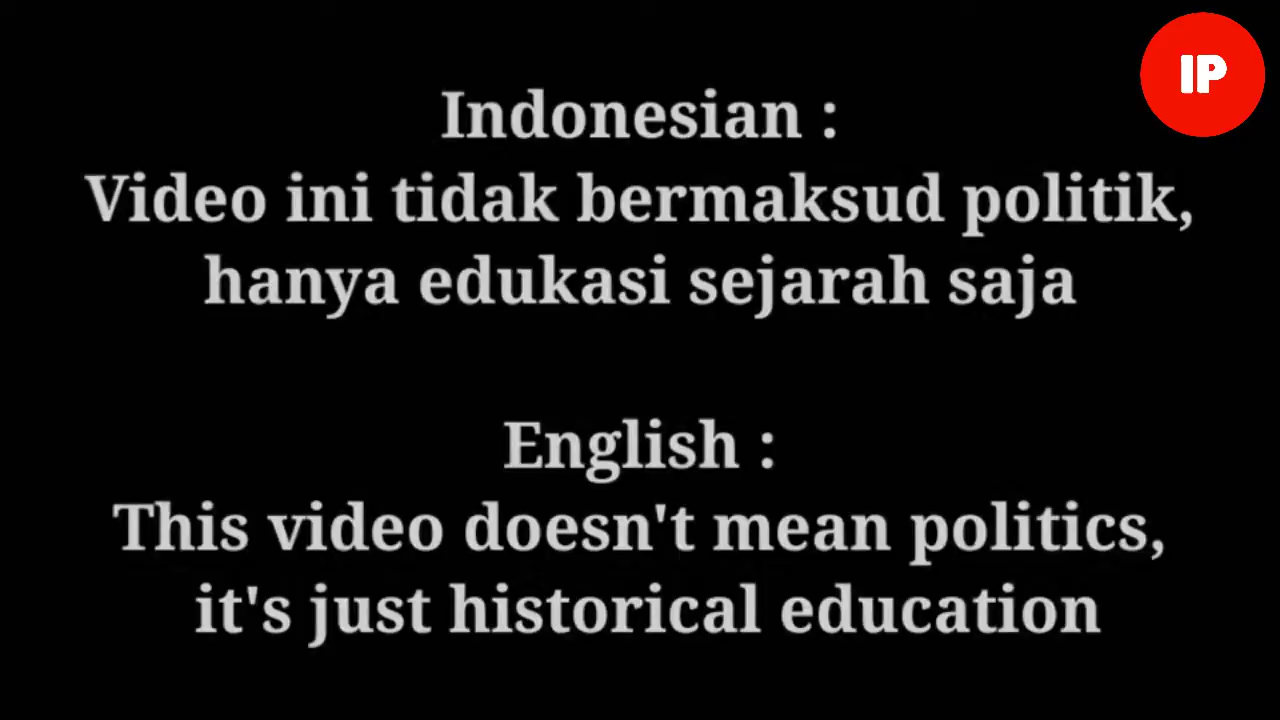 IP
Indonesian :
Video ini tidak bermaksud politik,
hanya edukasi sejarah saja
English :
This video doesn't mean politics,
it's just historical education